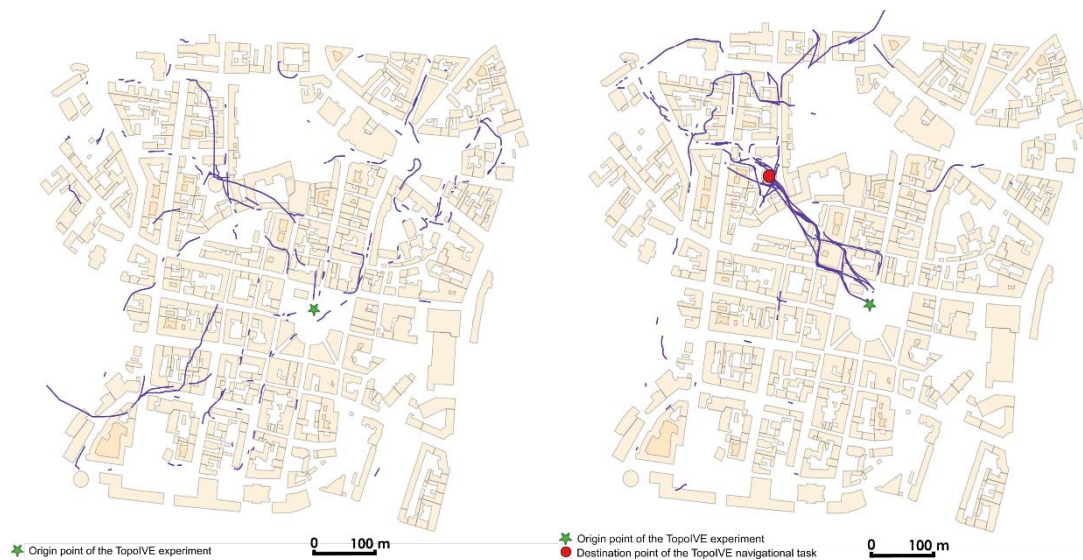 Origin point of the TopoIVE experiment
0 100 m
Origin point of the TopoIVE experiment
Destination point of the TopoIVE navigational task
0 100 m